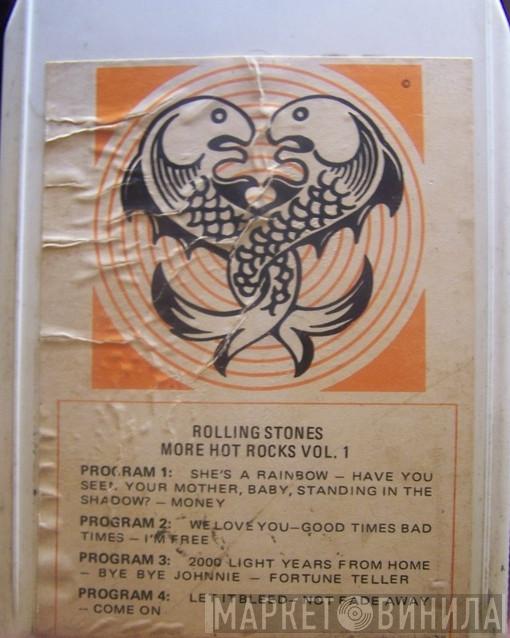 ©
ROLLING STONES
MORE HOT ROCKS VOL. 1
PROGRAM 1: SHE'S A RAINBOW – HAVE YOU
SEEN YOUR MOTHER, BABY, STANDING IN THE
SHADOW? – MONEY
PROGRAM 2: WE LOVE YOU–GOOD TIMES BAD
TIMES – I'M FREE
PROGRAM 3: 2000 LIGHT YEARS FROM HOME
– BYE BYE JOHNNIE – FORTUNE TELLER
PROGRAM 4: LET IT BLEED – NOT FADE AWAY
– COME ON
МАРКЕТ ВИНИЛА